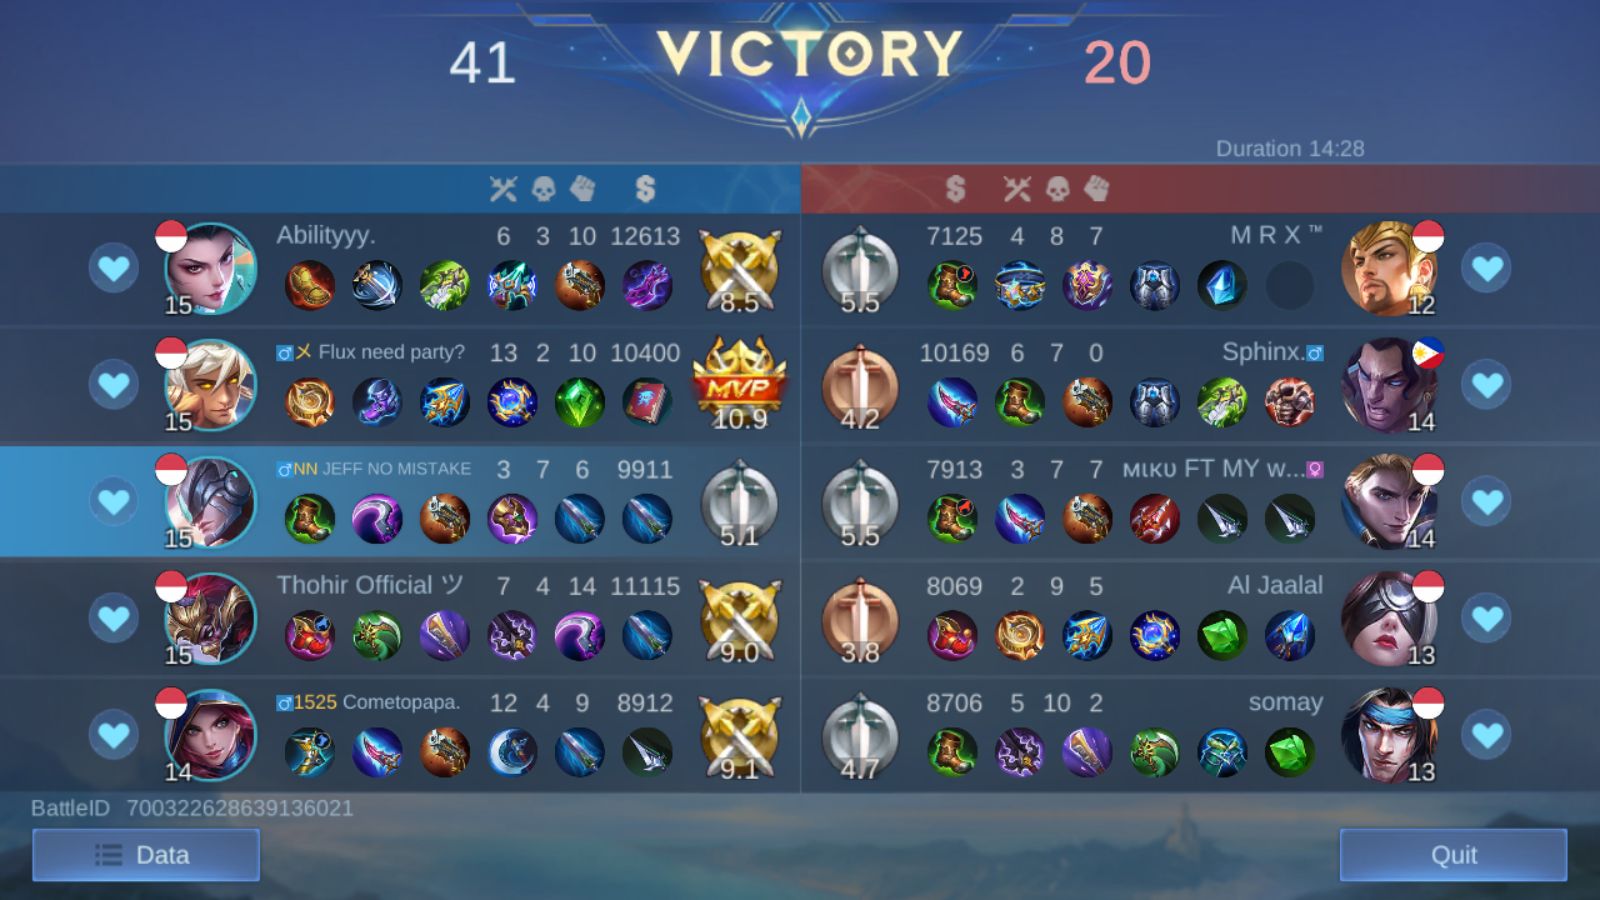 41 VICTORY 20
Duration 14:28
Abilityyy. 6 3 10 12613
15 8.5
5.5 7125 4 8 7 M R X ™
12
Flux need party? 13 2 10 10400
15 MVP 10.9
4.2 10169 6 7 0 Sphinx.
14
NN JEFF NO MISTAKE 3 7 6 9911
15 5.1
5.5 7913 3 7 7 ᴍɪᴋᴜ FT MY w...
14
Thohir Official ツ 7 4 14 11115
15 9.0
3.8 8069 2 9 5 Al Jaalal
13
1525 Cometopapa. 12 4 9 8912
14 9.1
4.7 8706 5 10 2 somay
13
BattleID 700322628639136021
Data
Quit